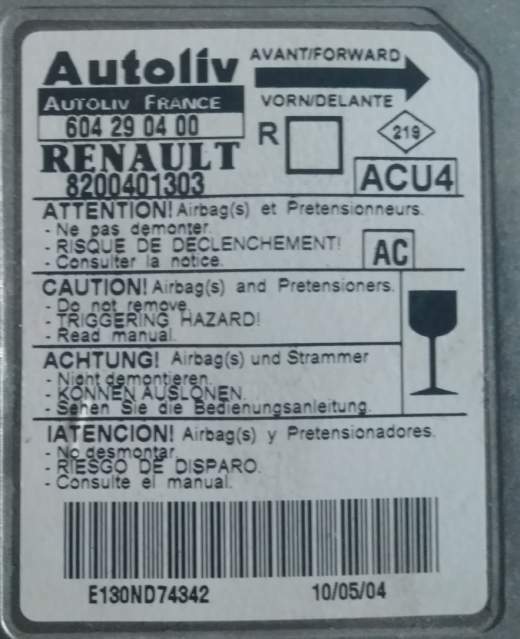 Autoliv
AVANT/FORWARD
AUTOLIV FRANCE
VORN/DELANTE
604 29 04 00
R
219
RENAULT
8200401303
ACU4
ATTENTION! Airbag(s) et Pretensionneurs.
- Ne pas demonter.
- RISQUE DE DECLENCHEMENT!
- Consulter la notice.
AC
CAUTION! Airbag(s) and Pretensioners.
- Do not remove.
- TRIGGERING HAZARD!
- Read manual.
ACHTUNG! Airbag(s) und Strammer
- Nicht demontieren.
- KONNEN AUSLONEN.
- Sehen Sie die Bedienungsanleitung.
IATENCION! Airbag(s) y Pretensionadores.
- No desmontar.
- RIESGO DE DISPARO.
- Consulte el manual.
E130ND74342
10/05/04